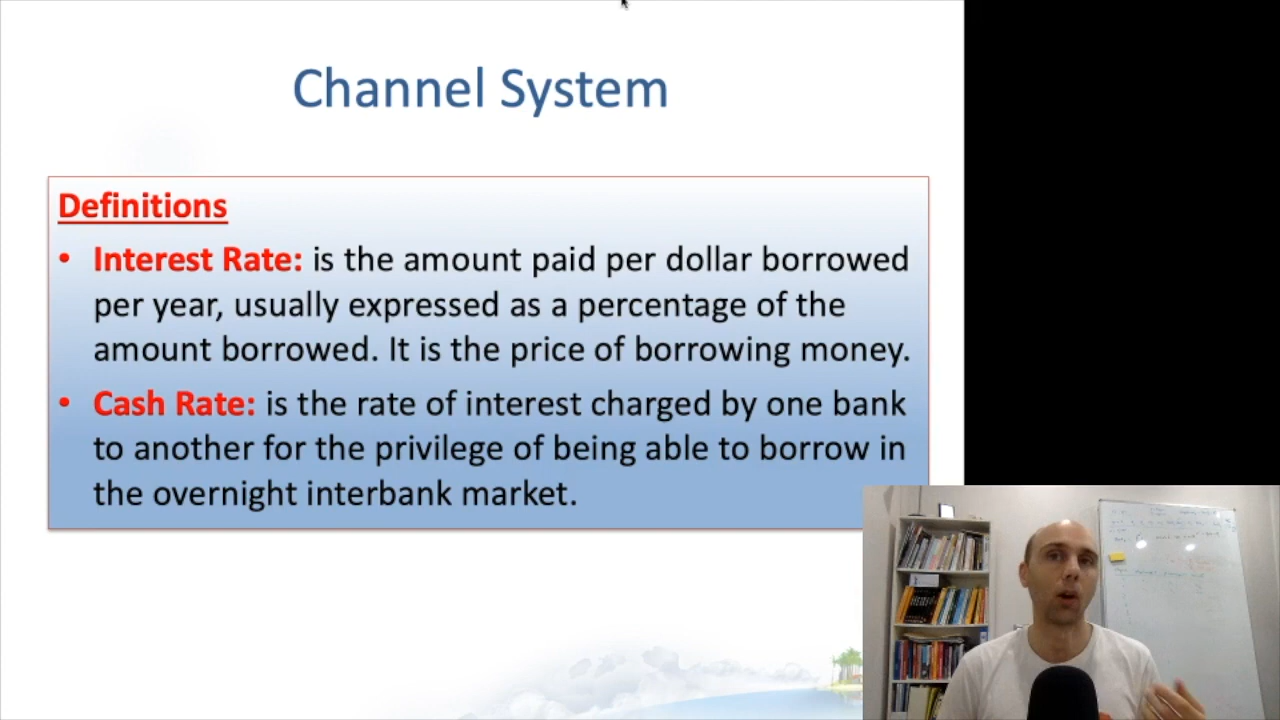 Channel System
Definitions
• Interest Rate: is the amount paid per dollar borrowed
per year, usually expressed as a percentage of the
amount borrowed. It is the price of borrowing money.
• Cash Rate: is the rate of interest charged by one bank
to another for the privilege of being able to borrow in
the overnight interbank market.